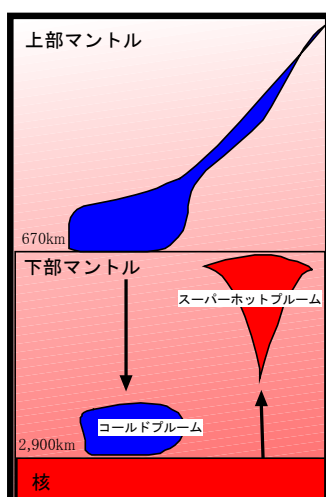 上部マントル
670km
下部マントル
スーパーホットプルーム
コールドプルーム
2,900km
核